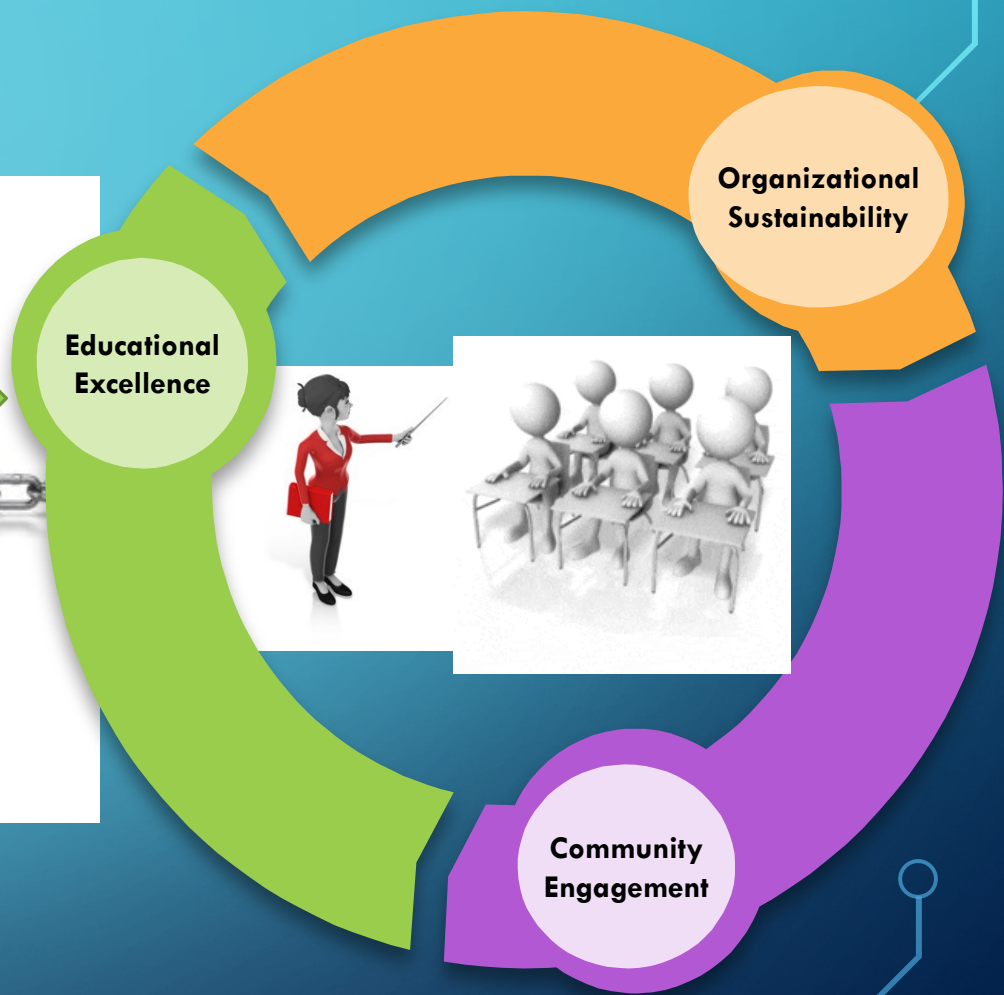 Organizational
Sustainability
Educational
Excellence
Community
Engagement